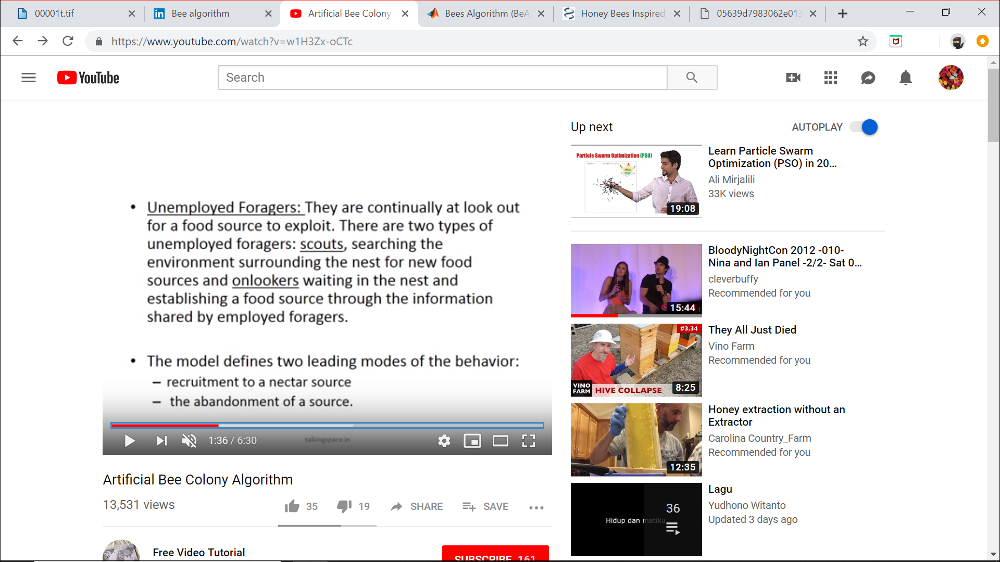 00001t.tif
Bee algorithm
Artificial Bee Colony
Bees Algorithm (BeA
Honey Bees Inspired
05639d7983062e013
https://www.youtube.com/watch?v=w1H3Zx-oCTc
YouTube
Search
Up next
AUTOPLAY
• Unemployed Foragers: They are continually at look out
for a food source to exploit. There are two types of
unemployed foragers: scouts, searching the
environment surrounding the nest for new food
sources and onlookers waiting in the nest and
establishing a food source through the information
shared by employed foragers.
• The model defines two leading modes of the behavior:
– recruitment to a nectar source
– the abandonment of a source.
1:36 / 6:30
talkingspace.in
Artificial Bee Colony Algorithm
13,531 views
35
19
SHARE
SAVE
Free Video Tutorial
SUBSCRIBE 161
Particle Swarm Optimization (PSO)
19:08
Learn Particle Swarm
Optimization (PSO) in 20...
Ali Mirjalili
33K views
15:44
BloodyNightCon 2012 -010-
Nina and Ian Panel -2/2- Sat 0...
cleverbuffy
Recommended for you
#3.34
VINO
FARM
HIVE COLLAPSE
8:25
They All Just Died
Vino Farm
Recommended for you
12:35
Honey extraction without an
Extractor
Carolina Country_Farm
Recommended for you
Hidup dan matiku
36
Lagu
Yudhono Witanto
Updated 3 days ago